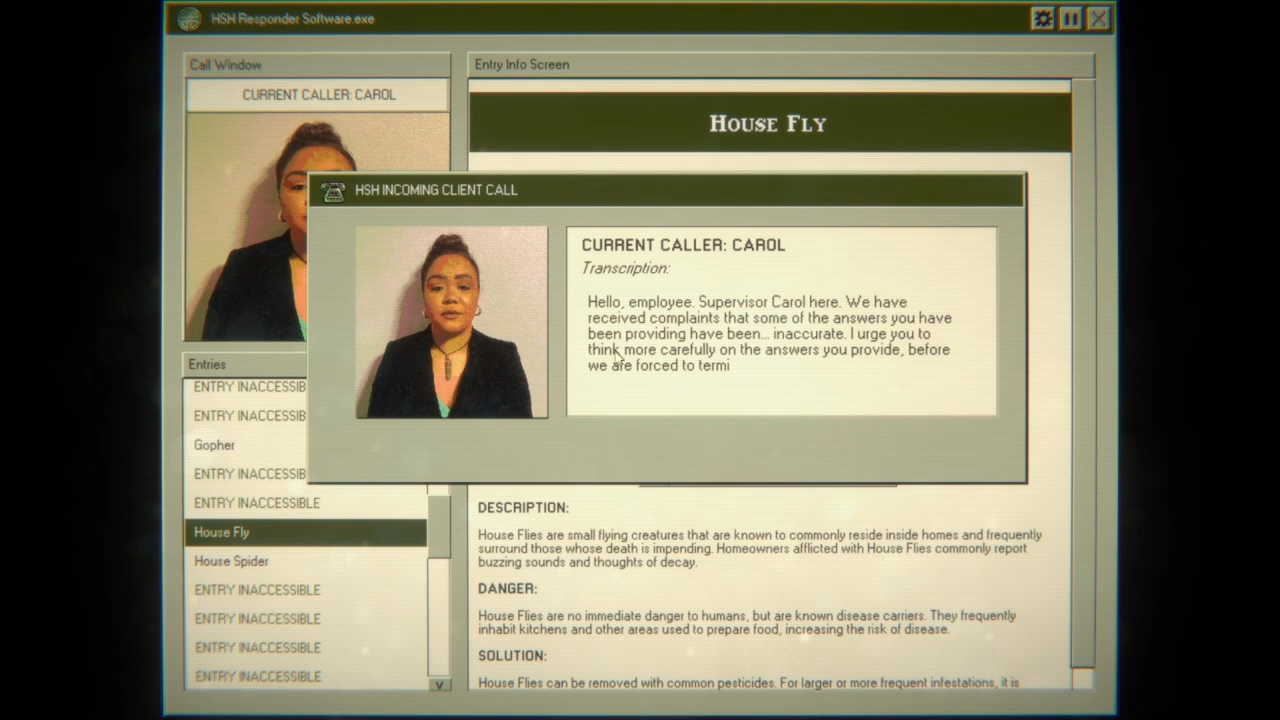 HSH Responder Software.exe
Call Window
CURRENT CALLER: CAROL
Entry Info Screen
House Fly
HSH INCOMING CLIENT CALL
CURRENT CALLER: CAROL
Transcription:
Hello, employee. Supervisor Carol here. We have
received complaints that some of the answers you have
been providing have been... inaccurate. I urge you to
think more carefully on the answers you provide, before
we are forced to termi
Entries
ENTRY INACCESSIB
ENTRY INACCESSIB
Gopher
ENTRY INACCESSIB
ENTRY INACCESSIBLE
House Fly
House Spider
ENTRY INACCESSIBLE
ENTRY INACCESSIBLE
ENTRY INACCESSIBLE
ENTRY INACCESSIBLE
V
DESCRIPTION:
House Flies are small flying creatures that are known to commonly reside inside homes and frequently
surround those whose death is impending. Homeowners afflicted with House Flies commonly report
buzzing sounds and thoughts of decay.
DANGER:
House Flies are no immediate danger to humans, but are known disease carriers. They frequently
inhabit kitchens and other areas used to prepare food, increasing the risk of disease.
SOLUTION:
House Flies can be removed with common pesticides. For larger or more frequent infestations, it is